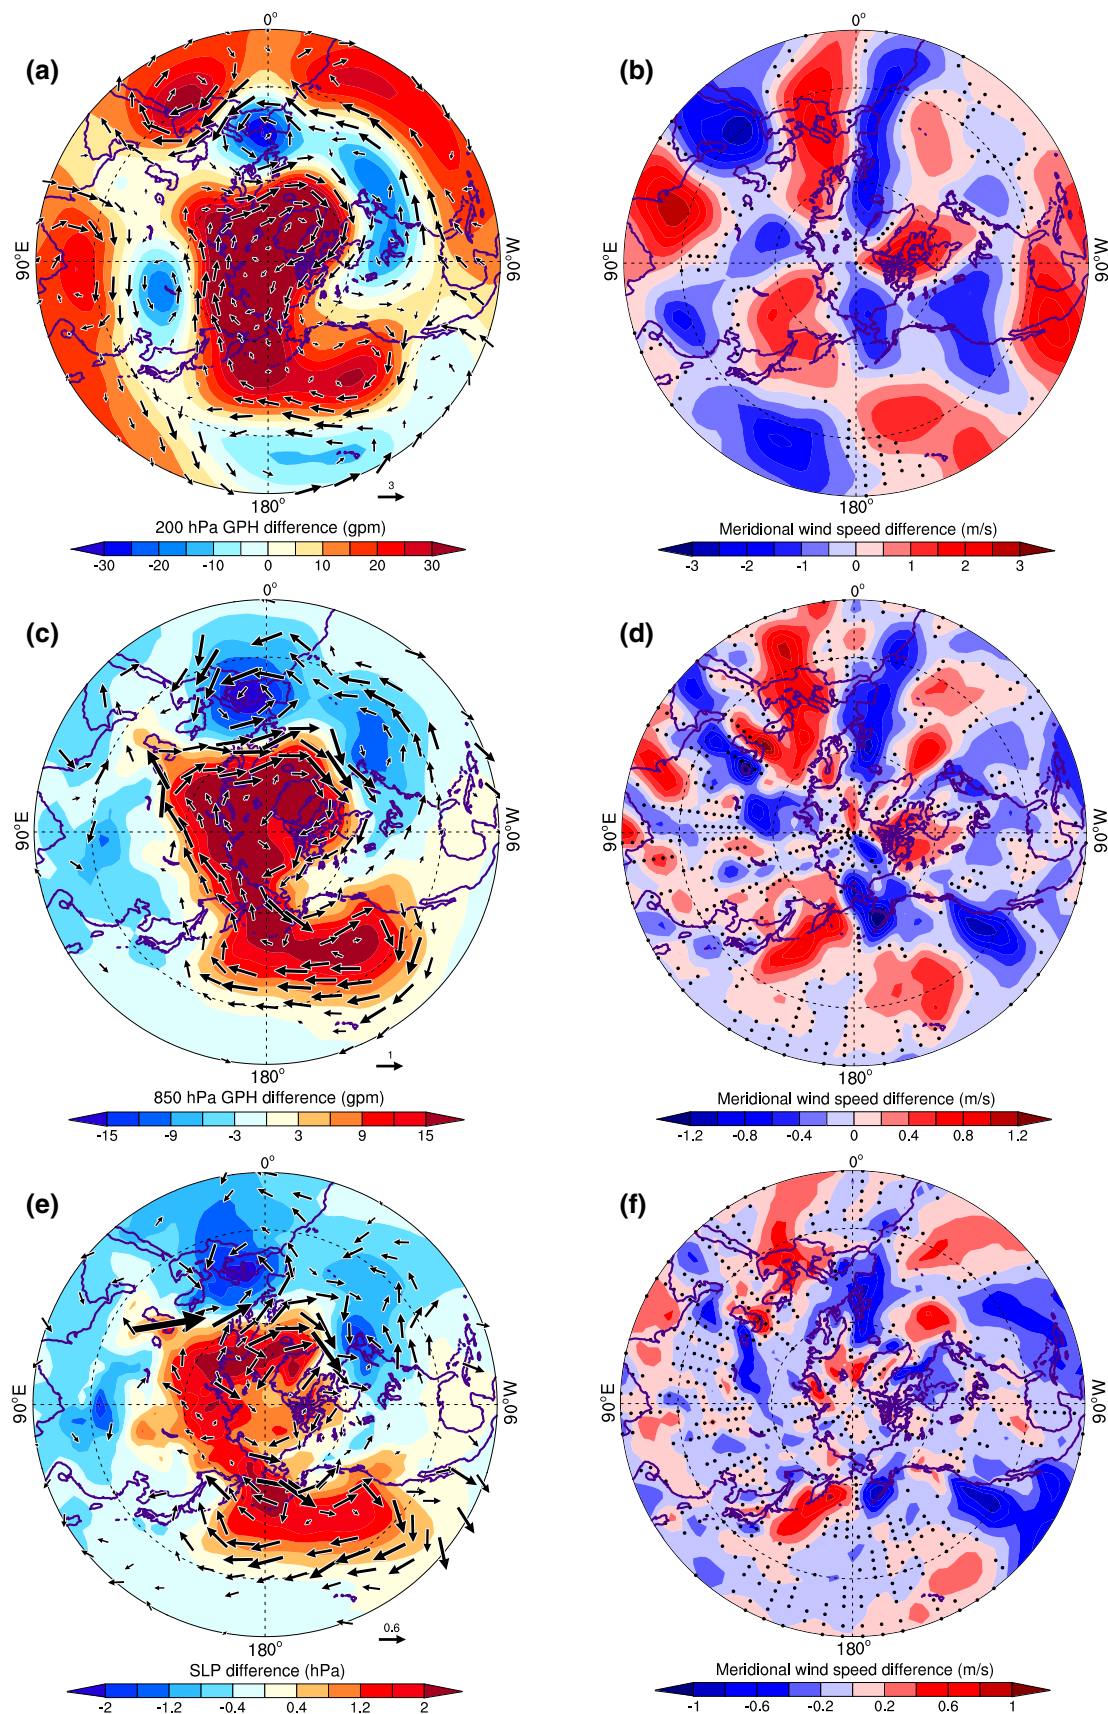 0°
0°
(a)
(b)
90°E
90°W
90°E
90°W
3
180°
180°
200 hPa GPH difference (gpm)
Meridional wind speed difference (m/s)
-30 -20 -10 0 10 20 30
-3 -2 -1 0 1 2 3
0°
0°
(c)
(d)
90°E
90°W
90°E
90°W
1
180°
180°
850 hPa GPH difference (gpm)
Meridional wind speed difference (m/s)
-15 -9 -3 3 9 15
-1.2 -0.8 -0.4 0 0.4 0.8 1.2
0°
0°
(e)
(f)
90°E
90°W
90°E
90°W
0.6
180°
180°
SLP difference (hPa)
Meridional wind speed difference (m/s)
-2 -1.2 -0.4 0.4 1.2 2
-1 -0.6 -0.2 0.2 0.6 1